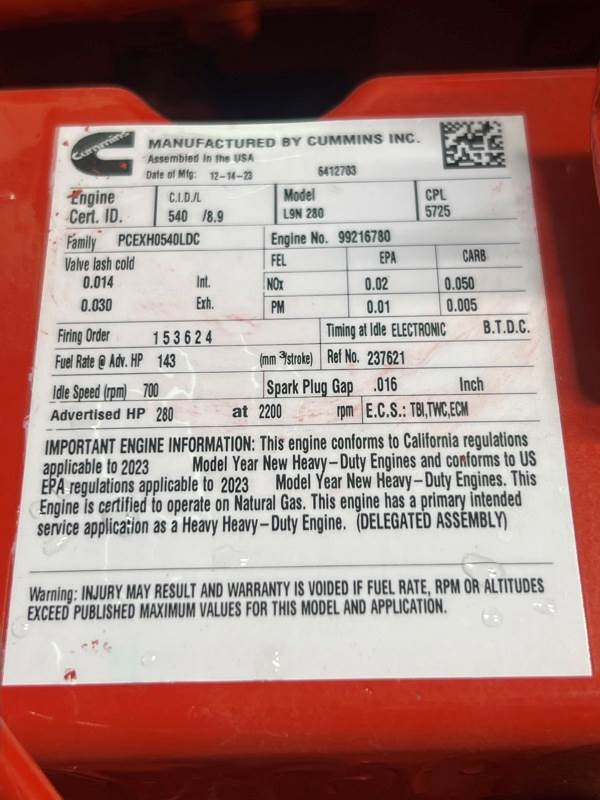 Cummins
MANUFACTURED BY CUMMINS INC.
Assembled in the USA
Date of Mfg: 12-14-23 6412703
Engine Cert. ID. C.I.D./L 540 /8.9 Model L9N 280 CPL 5725
Family PCEXH0540LDC Engine No. 99216780
Valve lash cold FEL EPA CARB
0.014 Int. NOx 0.02 0.050
0.030 Exh. PM 0.01 0.005
Firing Order 1 5 3 6 2 4 Timing at Idle ELECTRONIC B.T.D.C.
Fuel Rate @ Adv. HP 143 (mm ³/stroke) Ref No. 237621
Idle Speed (rpm) 700 Spark Plug Gap .016 Inch
Advertised HP 280 at 2200 rpm E.C.S.: TBI,TWC,ECM
IMPORTANT ENGINE INFORMATION: This engine conforms to California regulations
applicable to 2023 Model Year New Heavy-Duty Engines and conforms to US
EPA regulations applicable to 2023 Model Year New Heavy-Duty Engines. This
Engine is certified to operate on Natural Gas. This engine has a primary intended
service application as a Heavy Heavy-Duty Engine. (DELEGATED ASSEMBLY)
Warning: INJURY MAY RESULT AND WARRANTY IS VOIDED IF FUEL RATE, RPM OR ALTITUDES
EXCEED PUBLISHED MAXIMUM VALUES FOR THIS MODEL AND APPLICATION.